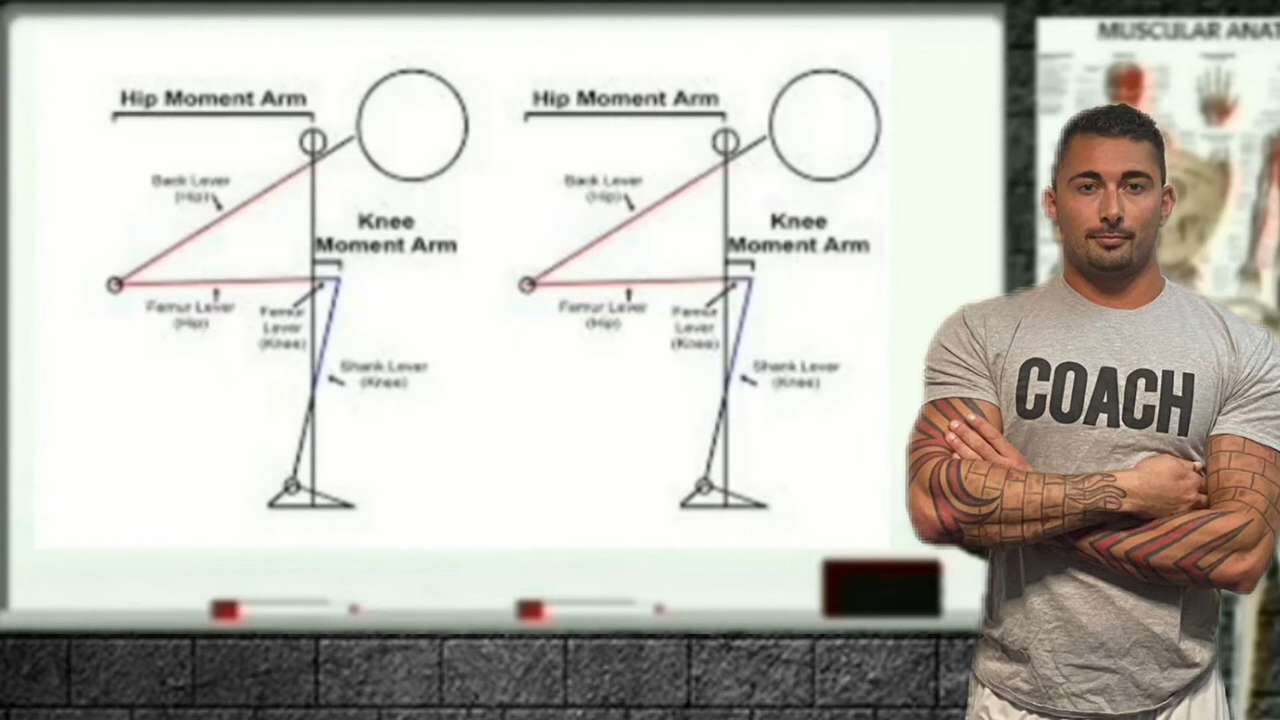 MUSCULAR ANAT
Hip Moment Arm
Back Lever
(Hip)
Knee
Moment Arm
Femur Lever
(Hip)
Femur
Lever
(Knee)
Shank Lever
(Knee)
Hip Moment Arm
Back Lever
(Hip)
Knee
Moment Arm
Femur Lever
(Hip)
Femur
Lever
(Knee)
Shank Lever
(Knee)
COACH